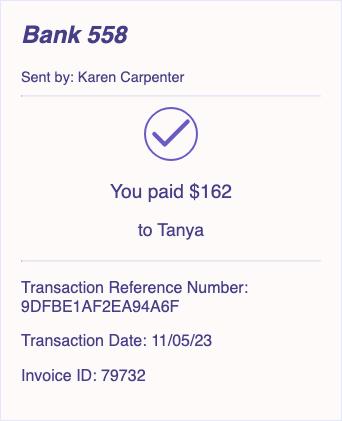 Bank 558
Sent by: Karen Carpenter
You paid $162
to Tanya
Transaction Reference Number:
9DFBE1AF2EA94A6F
Transaction Date: 11/05/23
Invoice ID: 79732